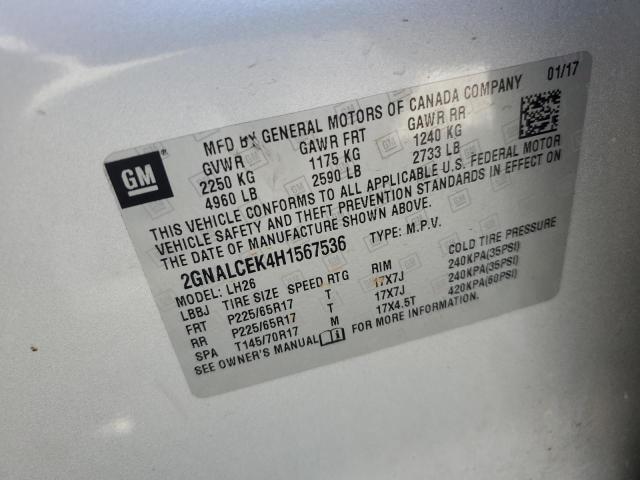 GM
MFD BY GENERAL MOTORS OF CANADA COMPANY 01/17
GVWR GAWR FRT GAWR RR
2250 KG 1175 KG 1240 KG
4960 LB 2590 LB 2733 LB
THIS VEHICLE CONFORMS TO ALL APPLICABLE U.S. FEDERAL MOTOR
VEHICLE SAFETY AND THEFT PREVENTION STANDARDS IN EFFECT ON
THE DATE OF MANUFACTURE SHOWN ABOVE.
2GNALCEK4H1567536 TYPE: M.P.V.
MODEL: LH26
LBBJ TIRE SIZE SPEED RTG RIM COLD TIRE PRESSURE
FRT P225/65R17 T 17X7J 240KPA(35PSI)
RR P225/65R17 T 17X7J 240KPA(35PSI)
SPA T145/70R17 M 17X4.5T 420KPA(60PSI)
SEE OWNER'S MANUAL FOR MORE INFORMATION.